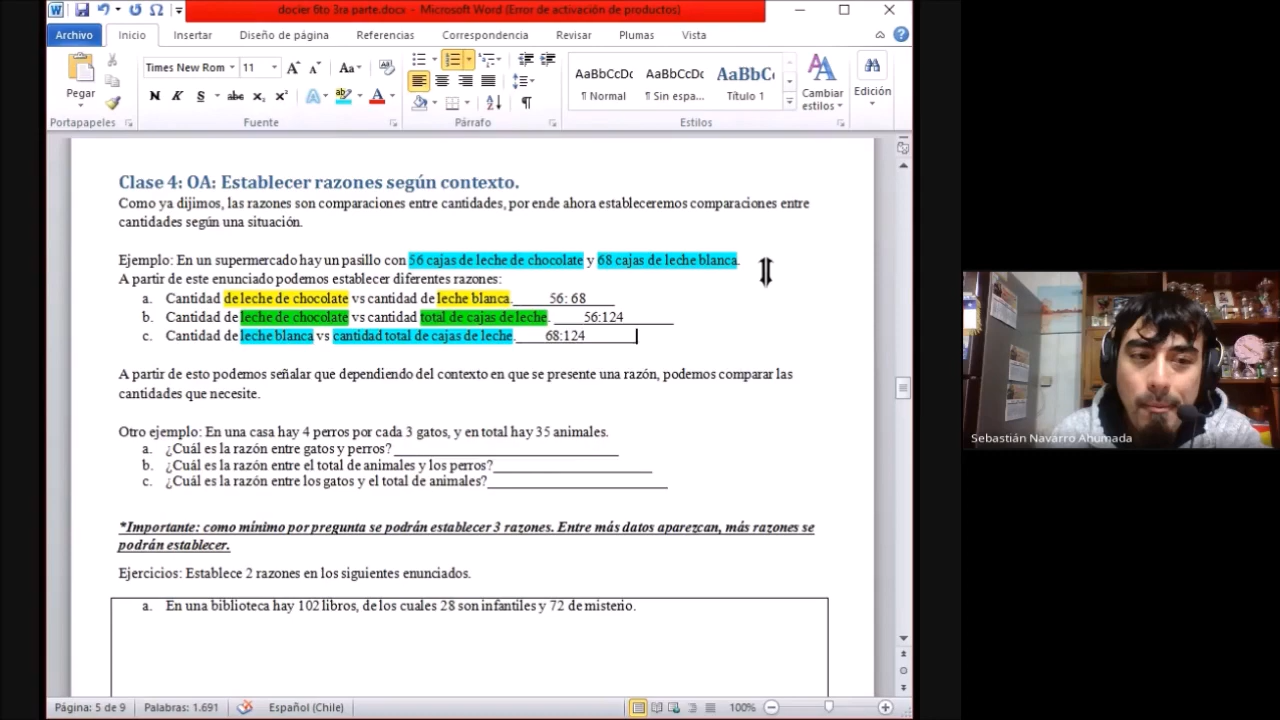 docier 6to 3ra parte.docx - Microsoft Word (Error de activación de productos)
Archivo Inicio Insertar Diseño de página Referencias Correspondencia Revisar Plumas Vista
Times New Rom 11 Aa
AaBbCcDc AaBbCcDc AaBbC
Pegar N K S abc x₂ x² A
¶ Normal ¶ Sin espa... Título 1 Cambiar estilos Edición
Portapapeles Fuente Párrafo Estilos
Clase 4: OA: Establecer razones según contexto.
Como ya dijimos, las razones son comparaciones entre cantidades, por ende ahora estableceremos comparaciones entre
cantidades según una situación.
Ejemplo: En un supermercado hay un pasillo con 56 cajas de leche de chocolate y 68 cajas de leche blanca.
A partir de este enunciado podemos establecer diferentes razones:
a. Cantidad de leche de chocolate vs cantidad de leche blanca. 56: 68
b. Cantidad de leche de chocolate vs cantidad total de cajas de leche. 56:124
c. Cantidad de leche blanca vs cantidad total de cajas de leche. 68:124
A partir de esto podemos señalar que dependiendo del contexto en que se presente una razón, podemos comparar las
cantidades que necesite.
Otro ejemplo: En una casa hay 4 perros por cada 3 gatos, y en total hay 35 animales.
a. ¿Cuál es la razón entre gatos y perros?
b. ¿Cuál es la razón entre el total de animales y los perros?
c. ¿Cuál es la razón entre los gatos y el total de animales?
*Importante: como mínimo por pregunta se podrán establecer 3 razones. Entre más datos aparezcan, más razones se
podrán establecer.
Ejercicios: Establece 2 razones en los siguientes enunciados.
a. En una biblioteca hay 102 libros, de los cuales 28 son infantiles y 72 de misterio.
Página: 5 de 9 Palabras: 1.691 Español (Chile) 100%
Sebastián Navarro Ahumada